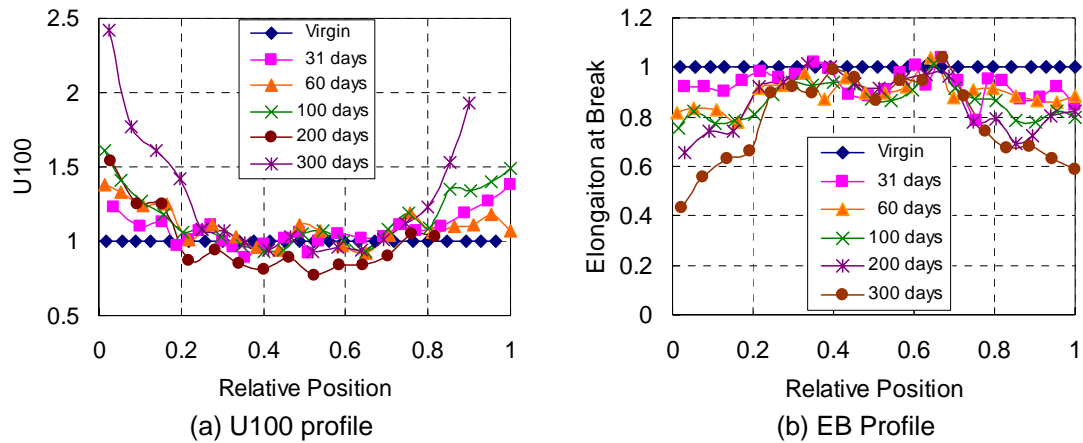 2.5
2
1.5
1
0.5
U100
Virgin
31 days
60 days
100 days
200 days
300 days
0 0.2 0.4 0.6 0.8 1
Relative Position
(a) U100 profile
1.2
1
0.8
0.6
0.4
0.2
0
Elongaiton at Break
Virgin
31 days
60 days
100 days
200 days
300 days
0 0.2 0.4 0.6 0.8 1
Relative Position
(b) EB Profile